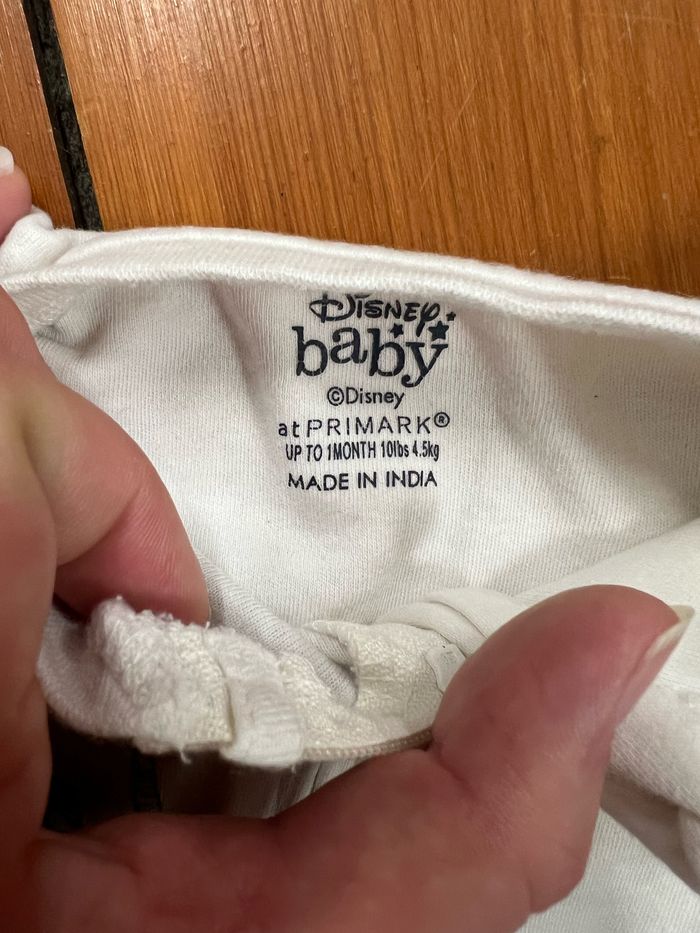 Disney
baby
©Disney
at PRIMARK®
UP TO 1MONTH 10lbs 4.5kg
MADE IN INDIA